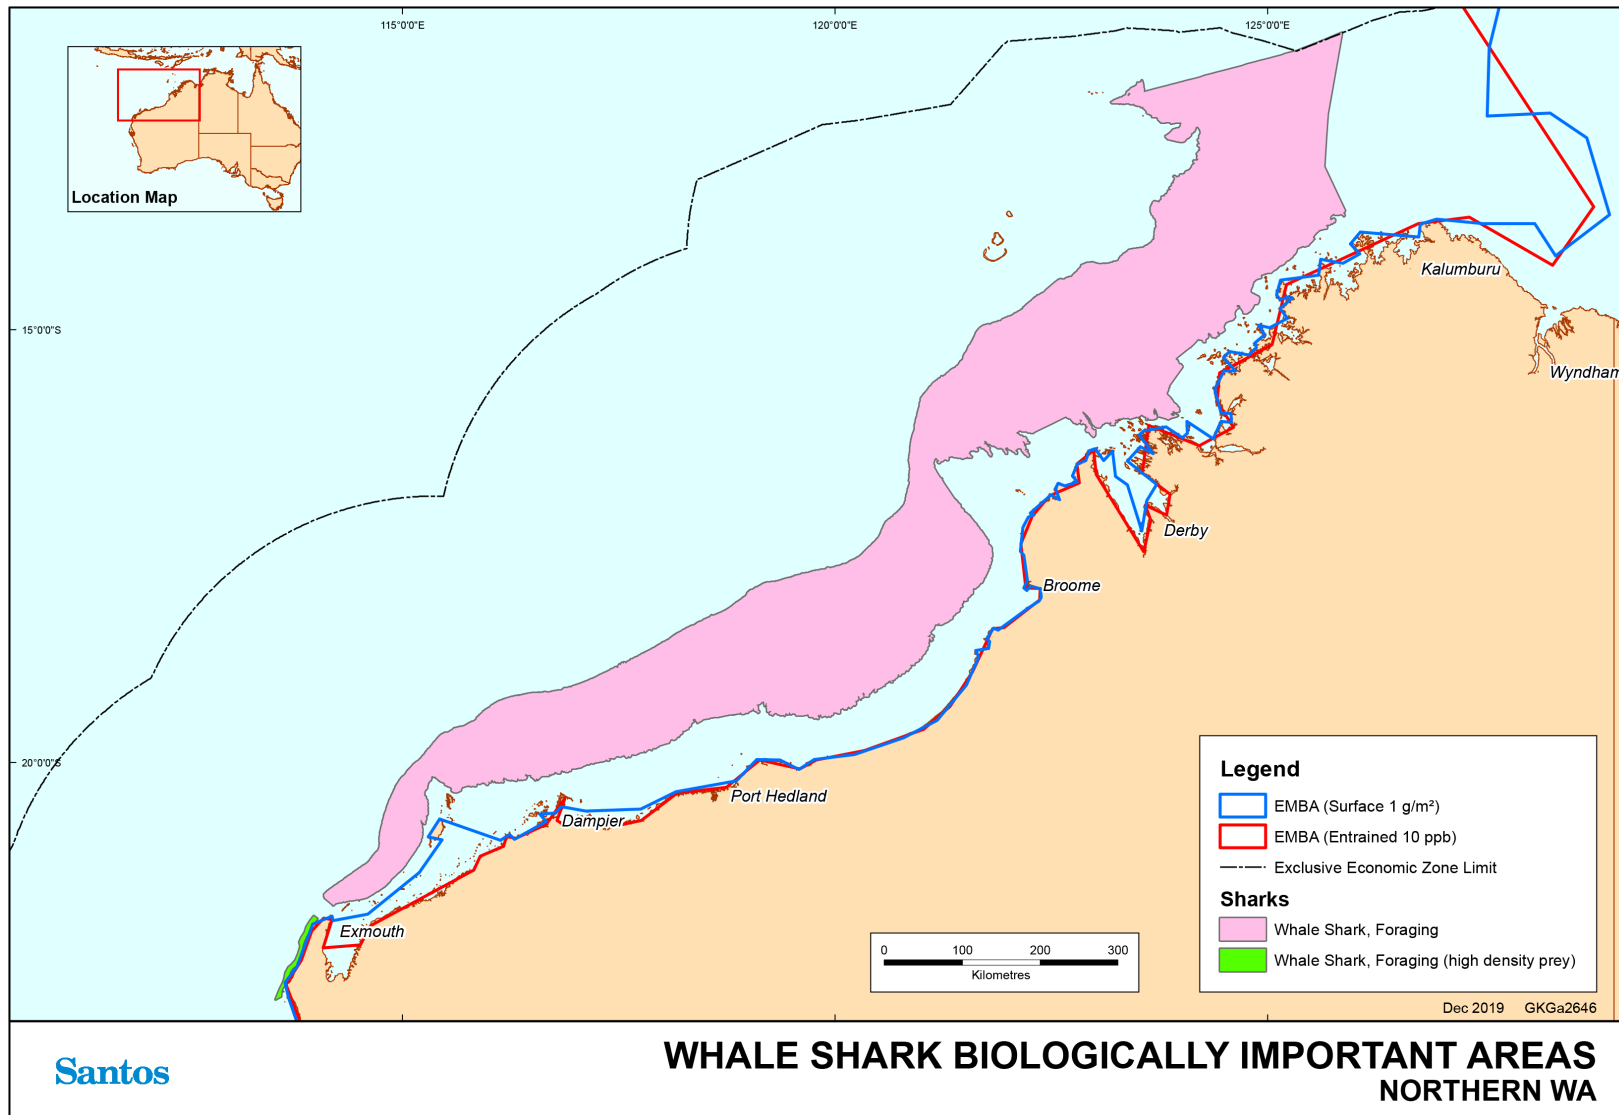 115°0'0"E
120°0'0"E
125°0'0"E
Location Map
15°0'0"S
20°0'0"S
Kalumburu
Wyndham
Derby
Broome
Port Hedland
Dampier
Exmouth
Legend
EMBA (Surface 1 g/m²)
EMBA (Entrained 10 ppb)
Exclusive Economic Zone Limit
Sharks
Whale Shark, Foraging
Whale Shark, Foraging (high density prey)
0 100 200 300
Kilometres
Dec 2019 GKGa2646
Santos
WHALE SHARK BIOLOGICALLY IMPORTANT AREAS
NORTHERN WA